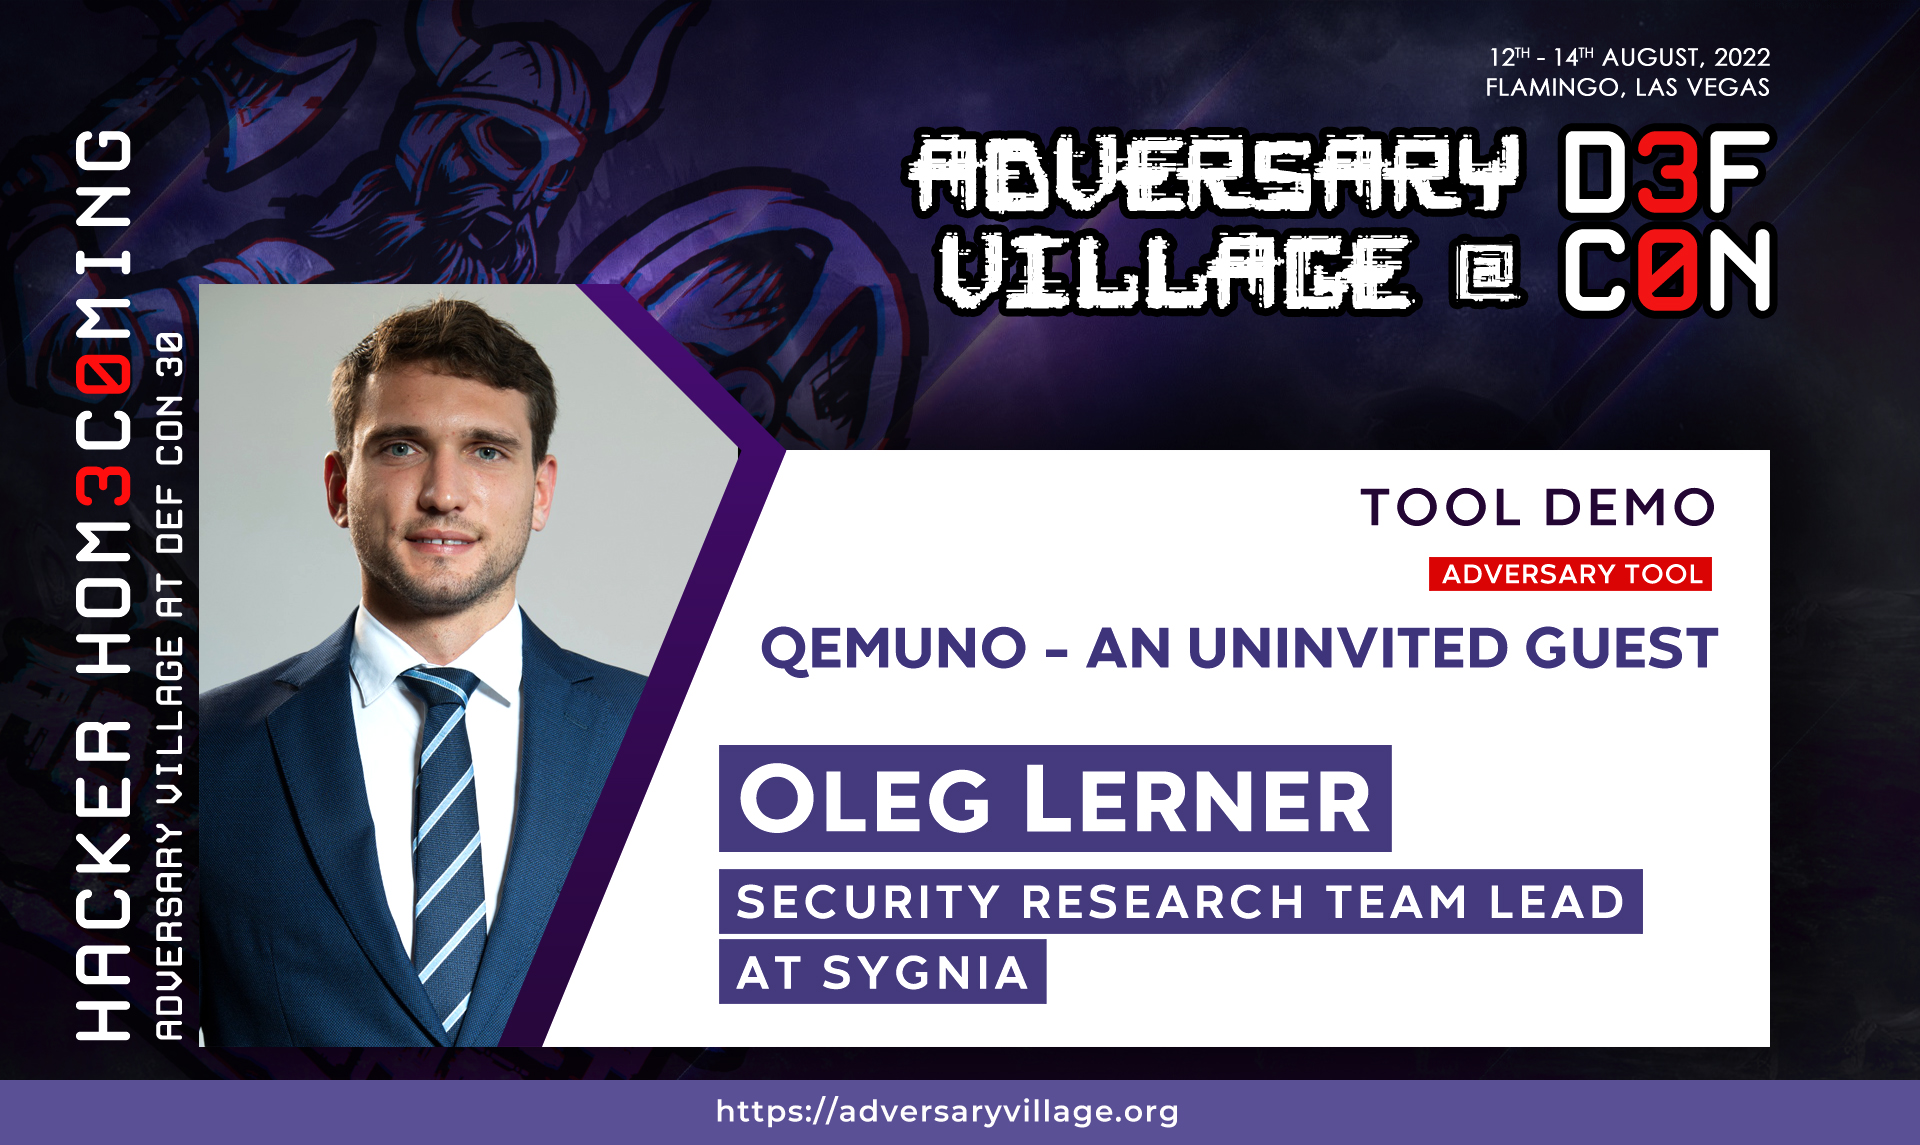 12TH - 14TH AUGUST, 2022
FLAMINGO, LAS VEGAS
ADVERSARY D3F
VILLAGE @ C0N
HACKER HOM3C0MING
ADVERSARY VILLAGE AT DEF CON 30
TOOL DEMO
ADVERSARY TOOL
QEMUNO - AN UNINVITED GUEST
OLEG LERNER
SECURITY RESEARCH TEAM LEAD
AT SYGNIA
https://adversaryvillage.org